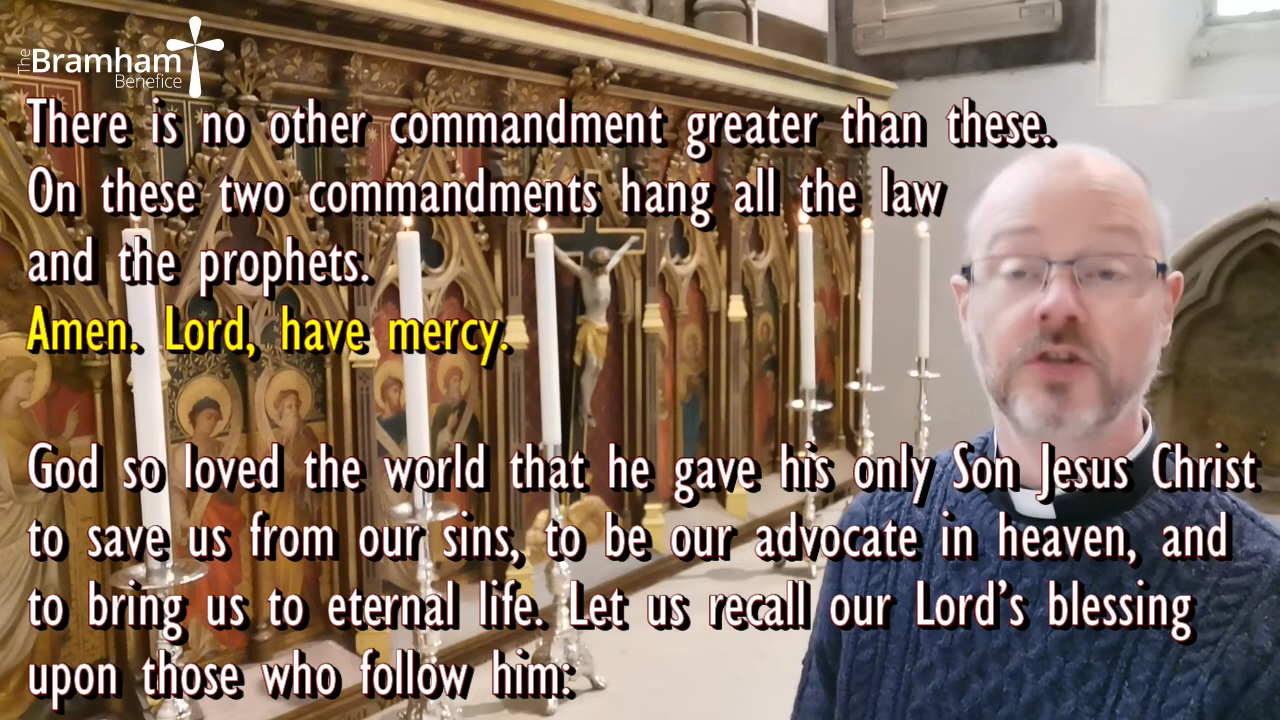 The
Bramham
Benefice
There is no other commandment greater than these.
On these two commandments hang all the law
and the prophets.
Amen. Lord, have mercy.
God so loved the world that he gave his only Son Jesus Christ
to save us from our sins, to be our advocate in heaven, and
to bring us to eternal life. Let us recall our Lord’s blessing
upon those who follow him: